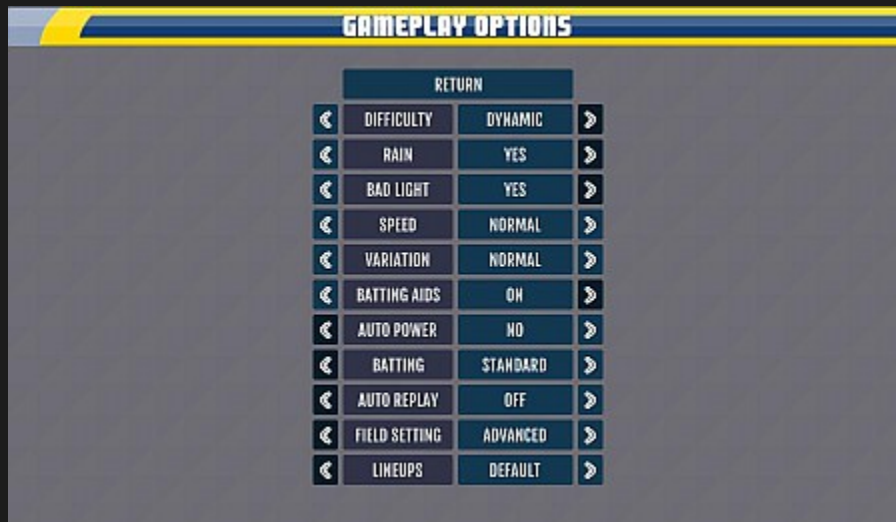 GAMEPLAY OPTIONS
RETURN
DIFFICULTY DYNAMIC
RAIN YES
BAD LIGHT YES
SPEED NORMAL
VARIATION NORMAL
BATTING AIDS ON
AUTO POWER NO
BATTING STANDARD
AUTO REPLAY OFF
FIELD SETTING ADVANCED
LINEUPS DEFAULT